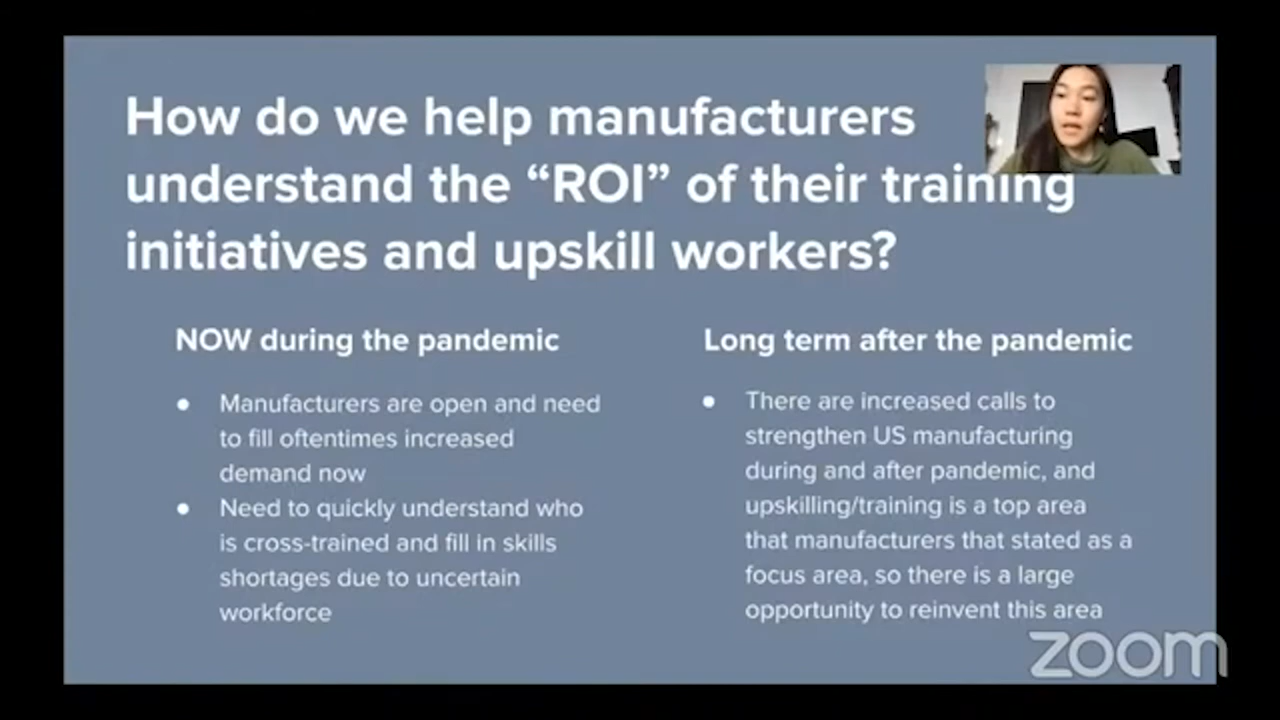 How do we help manufacturers
understand the “ROI” of their training
initiatives and upskill workers?
NOW during the pandemic
● Manufacturers are open and need
to fill oftentimes increased
demand now
● Need to quickly understand who
is cross-trained and fill in skills
shortages due to uncertain
workforce
Long term after the pandemic
● There are increased calls to
strengthen US manufacturing
during and after pandemic, and
upskilling/training is a top area
that manufacturers that stated as a
focus area, so there is a large
opportunity to reinvent this area
zoom